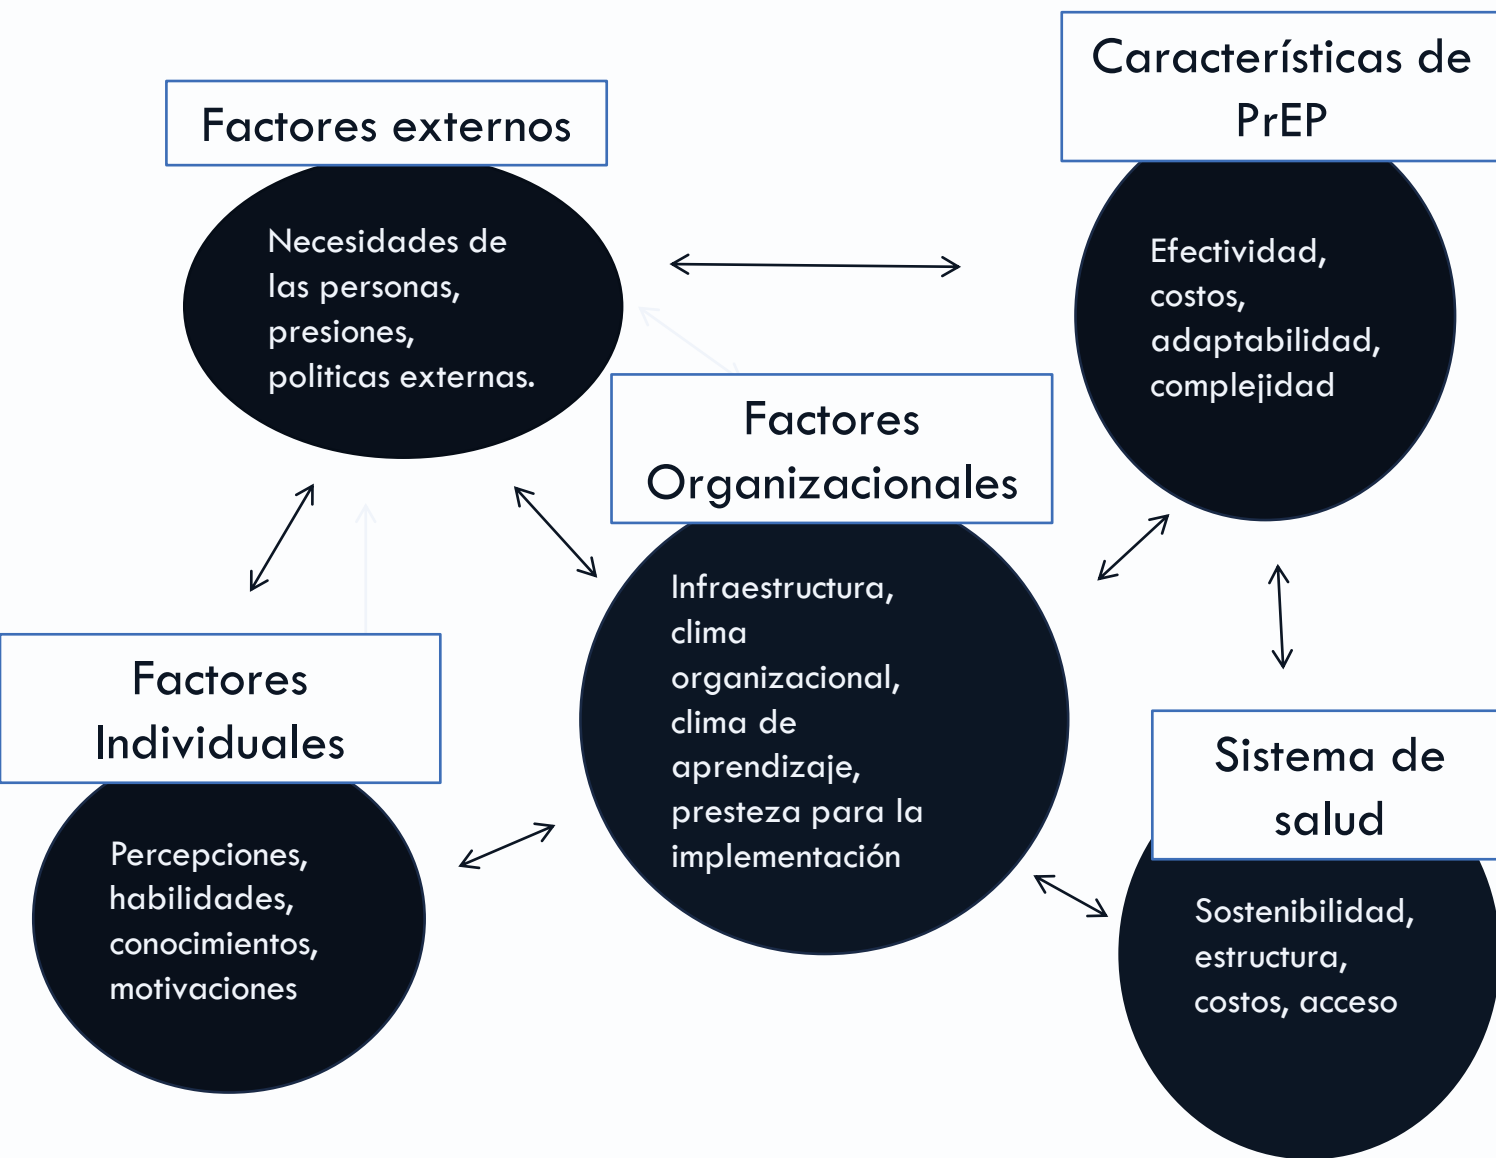 Factores externos
Necesidades de
las personas,
presiones,
politicas externas.
Características de
PrEP
Efectividad,
costos,
adaptabilidad,
complejidad
Factores
Organizacionales
Infraestructura,
clima
organizacional,
clima de
aprendizaje,
presteza para la
implementación
Factores
Individuales
Percepciones,
habilidades,
conocimientos,
motivaciones
Sistema de
salud
Sostenibilidad,
estructura,
costos, acceso